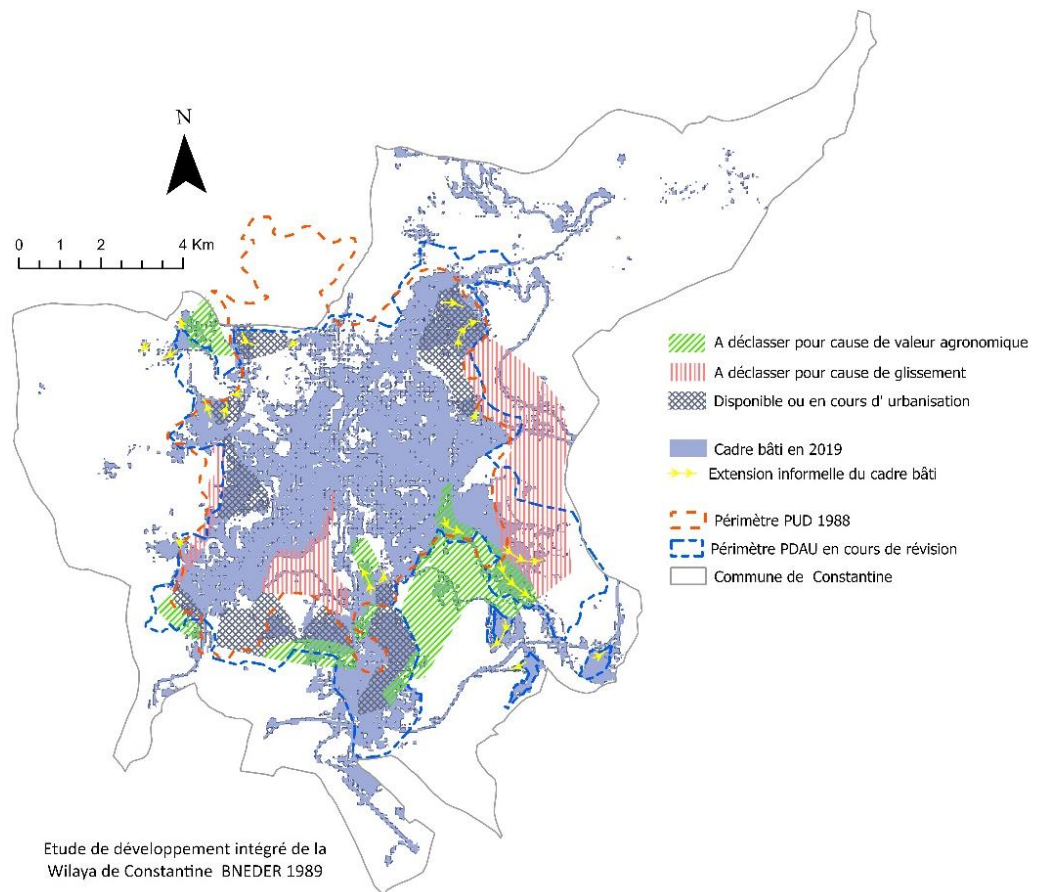 N
0 1 2 4 Km
A déclasser pour cause de valeur agronomique
A déclasser pour cause de glissement
Disponible ou en cours d' urbanisation
Cadre bâti en 2019
Extension informelle du cadre bâti
Périmètre PUD 1988
Périmètre PDAU en cours de révision
Commune de Constantine
Etude de développement intégré de la
Wilaya de Constantine BNEDER 1989